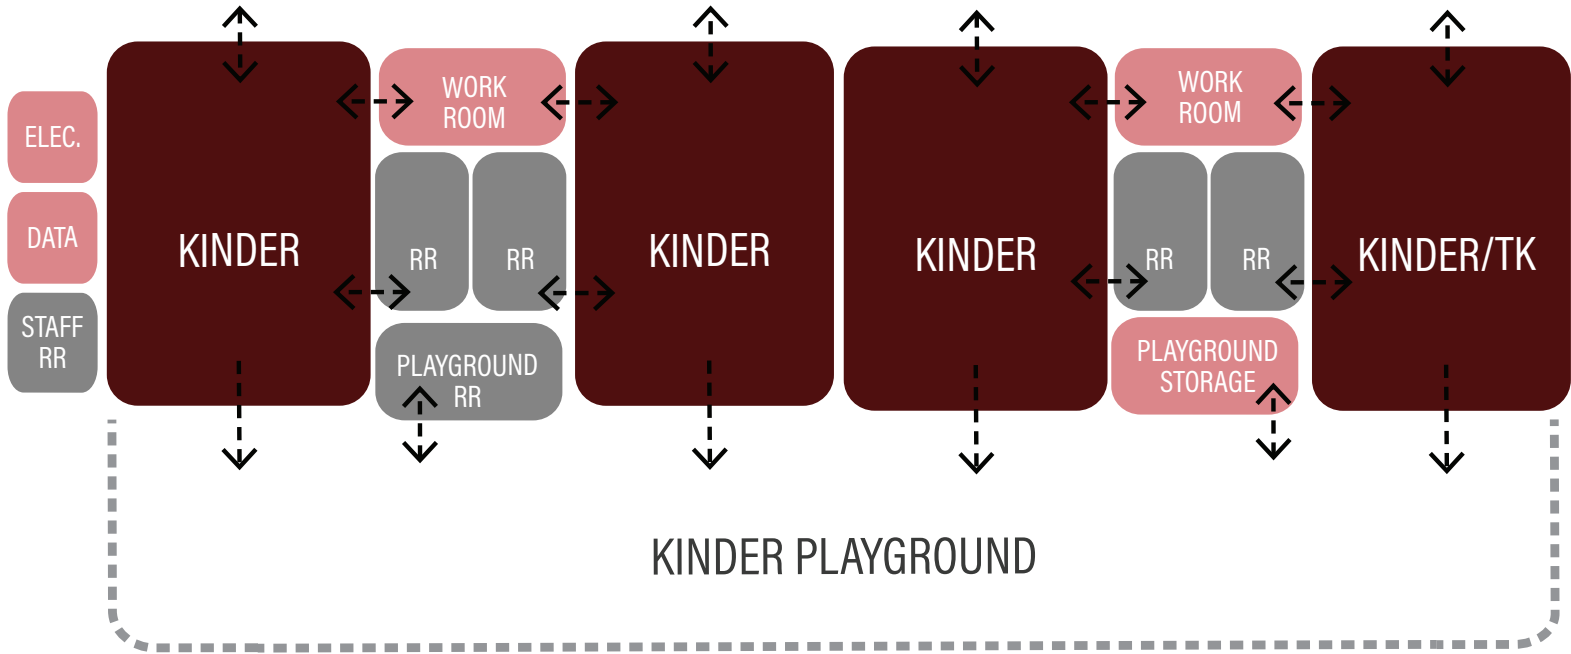 ELEC.
DATA
STAFF
RR
KINDER
WORK
ROOM
RR
RR
PLAYGROUND
RR
KINDER
KINDER
WORK
ROOM
RR
RR
PLAYGROUND
STORAGE
KINDER/TK
KINDER PLAYGROUND